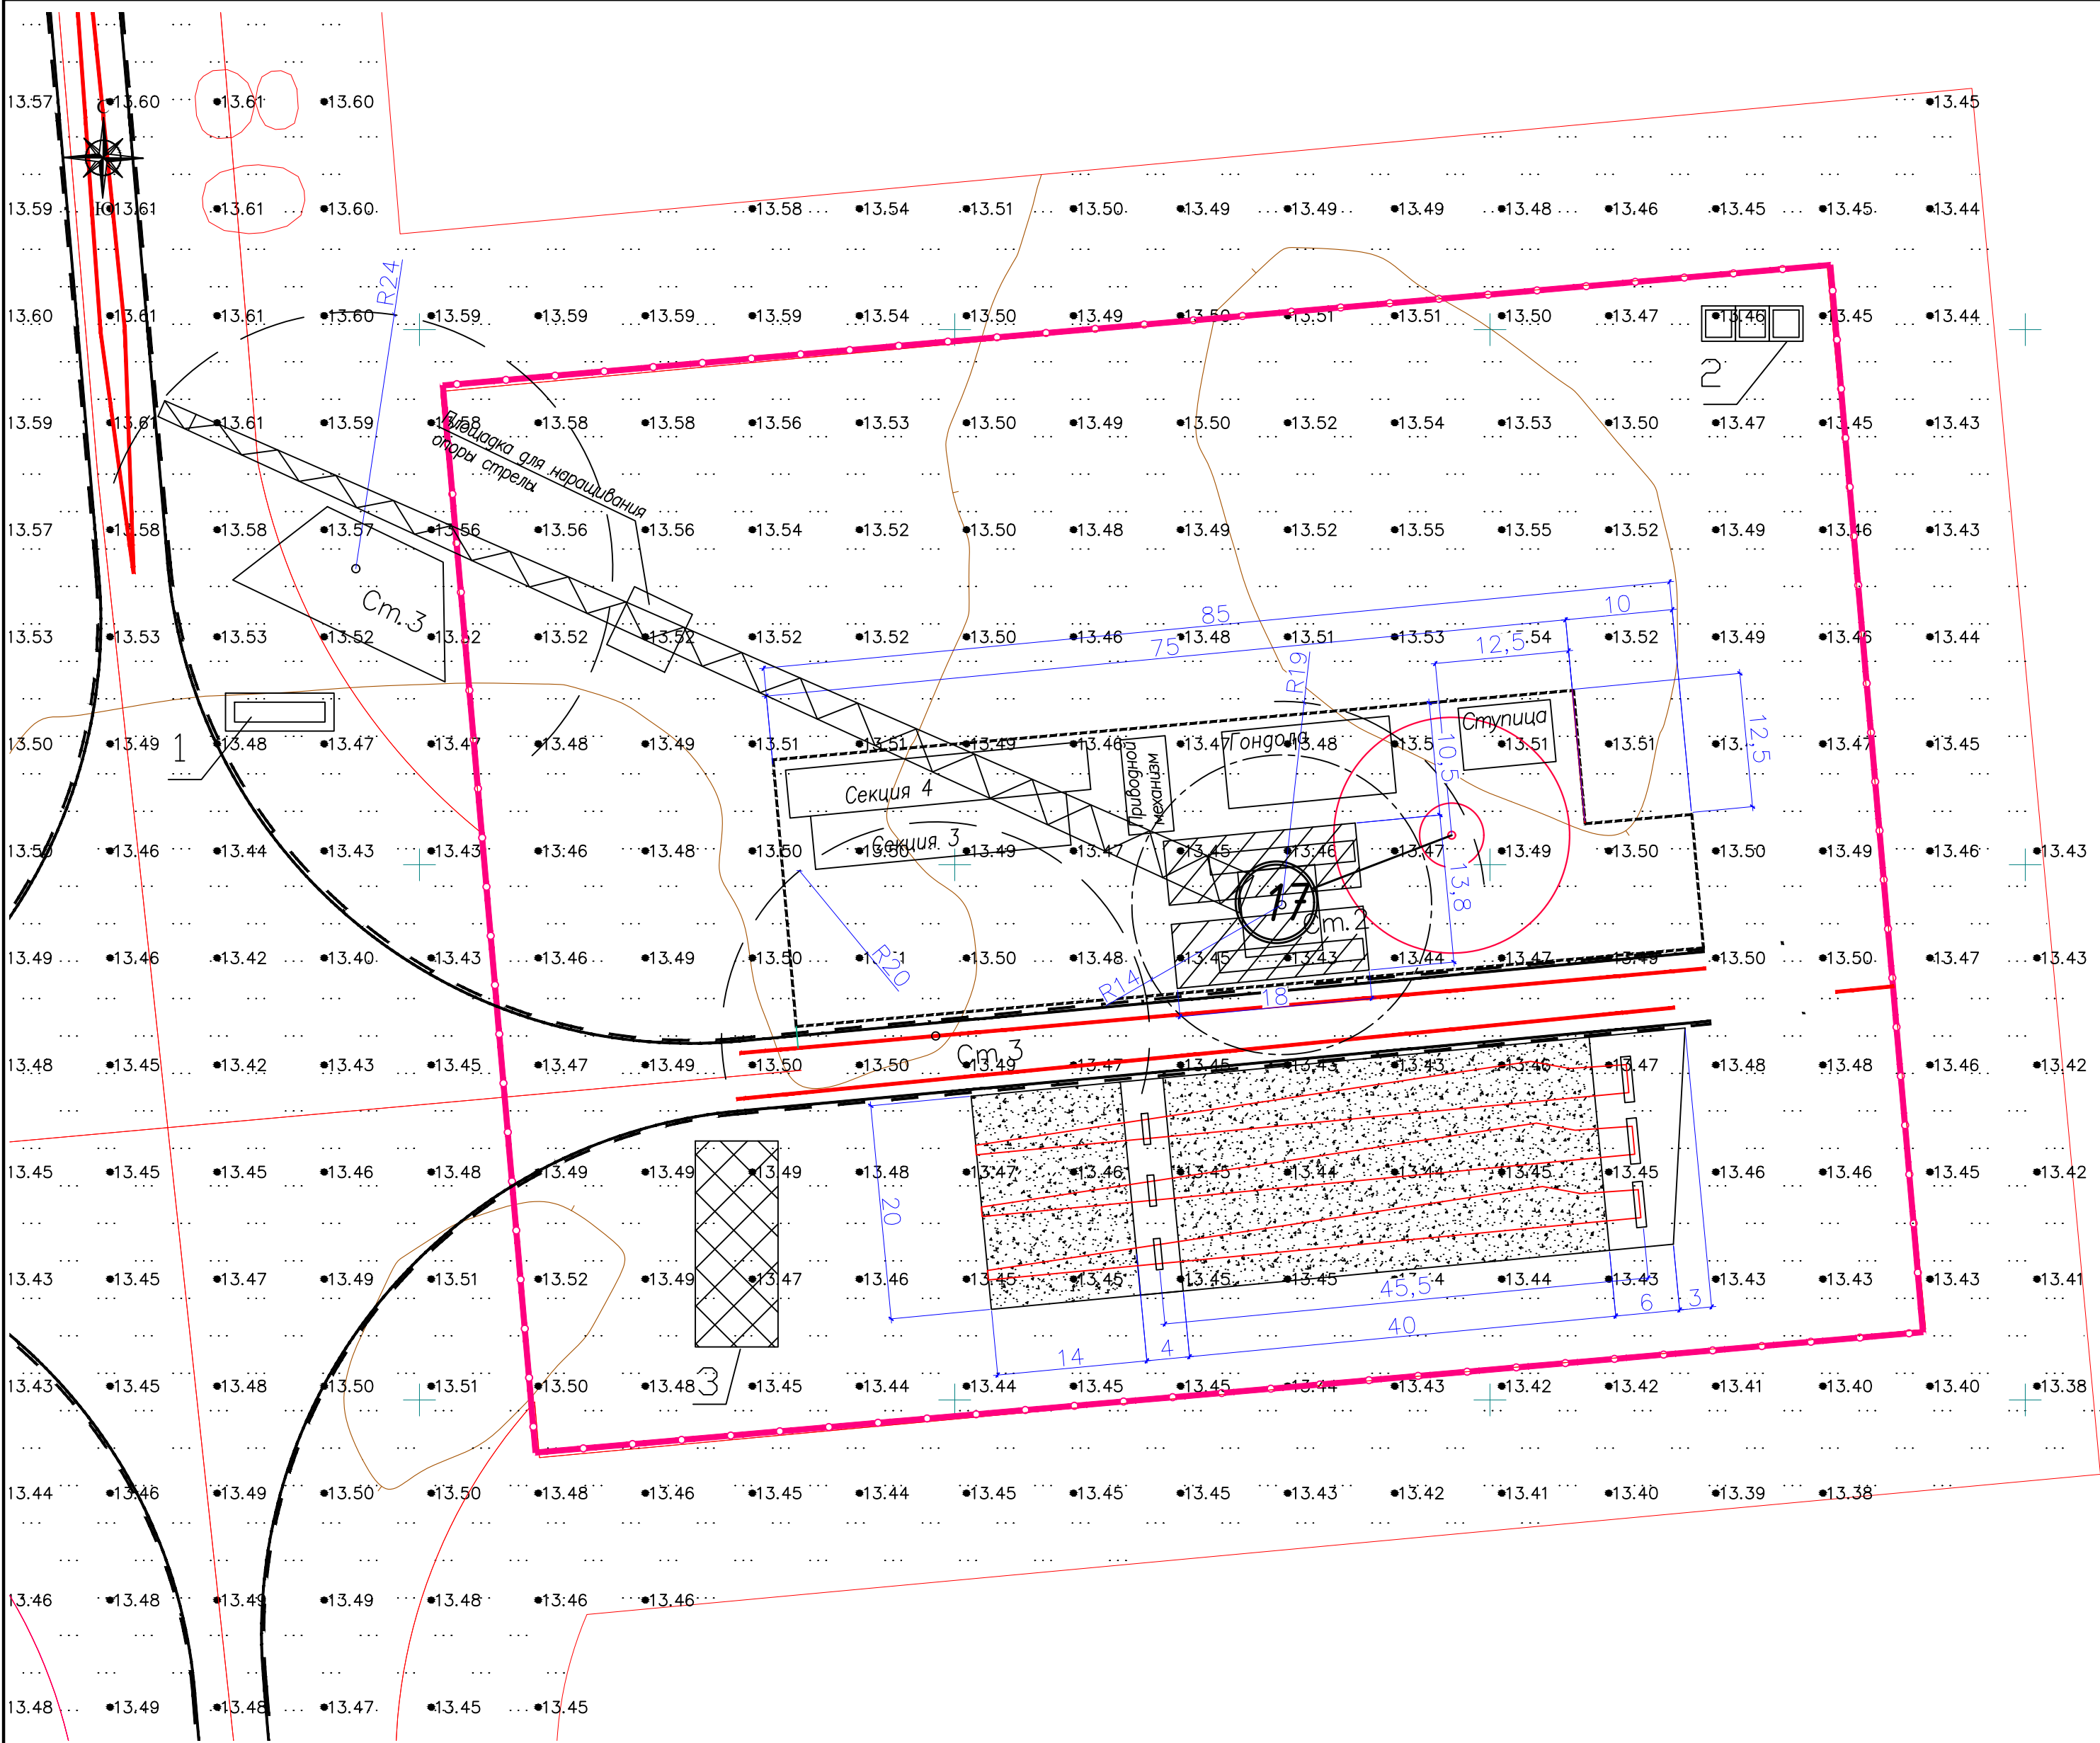 13.57 13.60 13.61 13.60 13.45
С
13.59 Ю 13.61 13.61 13.60 13.58 13.54 13.51 13.50 13.49 13.49 13.49 13.48 13.46 13.45 13.45 13.44
R24
13.60 13.61 13.61 13.60 13.59 13.59 13.59 13.59 13.54 13.50 13.49 13.50 13.51 13.51 13.50 13.47 13.46 13.45 13.44
2
13.59 13.61 13.61 13.59 13.58 13.58 13.58 13.56 13.53 13.50 13.49 13.50 13.52 13.54 13.53 13.50 13.47 13.45 13.43
Площадка для наращивания
опоры стрелы
13.57 13.58 13.58 13.57 13.56 13.56 13.56 13.54 13.52 13.50 13.48 13.49 13.52 13.55 13.55 13.52 13.49 13.46 13.43
Ст.3
85
10
13.53 13.53 13.53 13.52 13.52 13.52 13.52 13.52 13.52 13.50 13.46 13.48 13.51 13.53 13.54 13.52 13.49 13.46 13.44
75
12,5
R19
Ступица
Гондола
12,5
10,5
1
13.50 13.49 13.48 13.47 13.47 13.48 13.49 13.51 13.51 13.49 13.46 13.47 13.48 13.51 13.51 13.47 13.45
Приводной
механизм
Секция 4
Секция 3
13.50 13.46 13.44 13.43 13.43 13.46 13.48 13.50 13.50 13.49 13.47 13.45 13.46 13.47 13.49 13.50 13.50 13.49 13.46 13.43
13.8
17
Ст.2
13.49 13.46 13.42 13.40 13.43 13.46 13.49 13.50 13.50 13.48 13.45 13.43 13.44 13.47 13.49 13.50 13.50 13.47 13.43
R20
R14
18
Ст.3
13.48 13.45 13.42 13.43 13.45 13.47 13.49 13.50 13.50 13.49 13.47 13.45 13.43 13.43 13.46 13.47 13.48 13.48 13.46 13.42
13.45 13.45 13.45 13.46 13.48 13.49 13.49 13.49 13.48 13.47 13.46 13.45 13.44 13.45 13.45 13.45 13.46 13.46 13.45 13.42
20
13.43 13.45 13.47 13.49 13.51 13.52 13.49 13.47 13.46 13.45 13.45 13.45 13.45 13.44 13.43 13.43 13.43 13.43 13.41
45,5
6
3
40
4
14
3
13.43 13.45 13.48 13.50 13.51 13.50 13.48 13.45 13.44 13.44 13.45 13.45 13.44 13.43 13.42 13.42 13.41 13.40 13.40 13.38
13.44 13.46 13.49 13.50 13.50 13.48 13.46 13.45 13.44 13.45 13.45 13.45 13.43 13.42 13.41 13.40 13.39 13.38
13.46 13.48 13.49 13.49 13.48 13.46 13.46
13.48 13.49 13.48 13.47 13.45 13.45